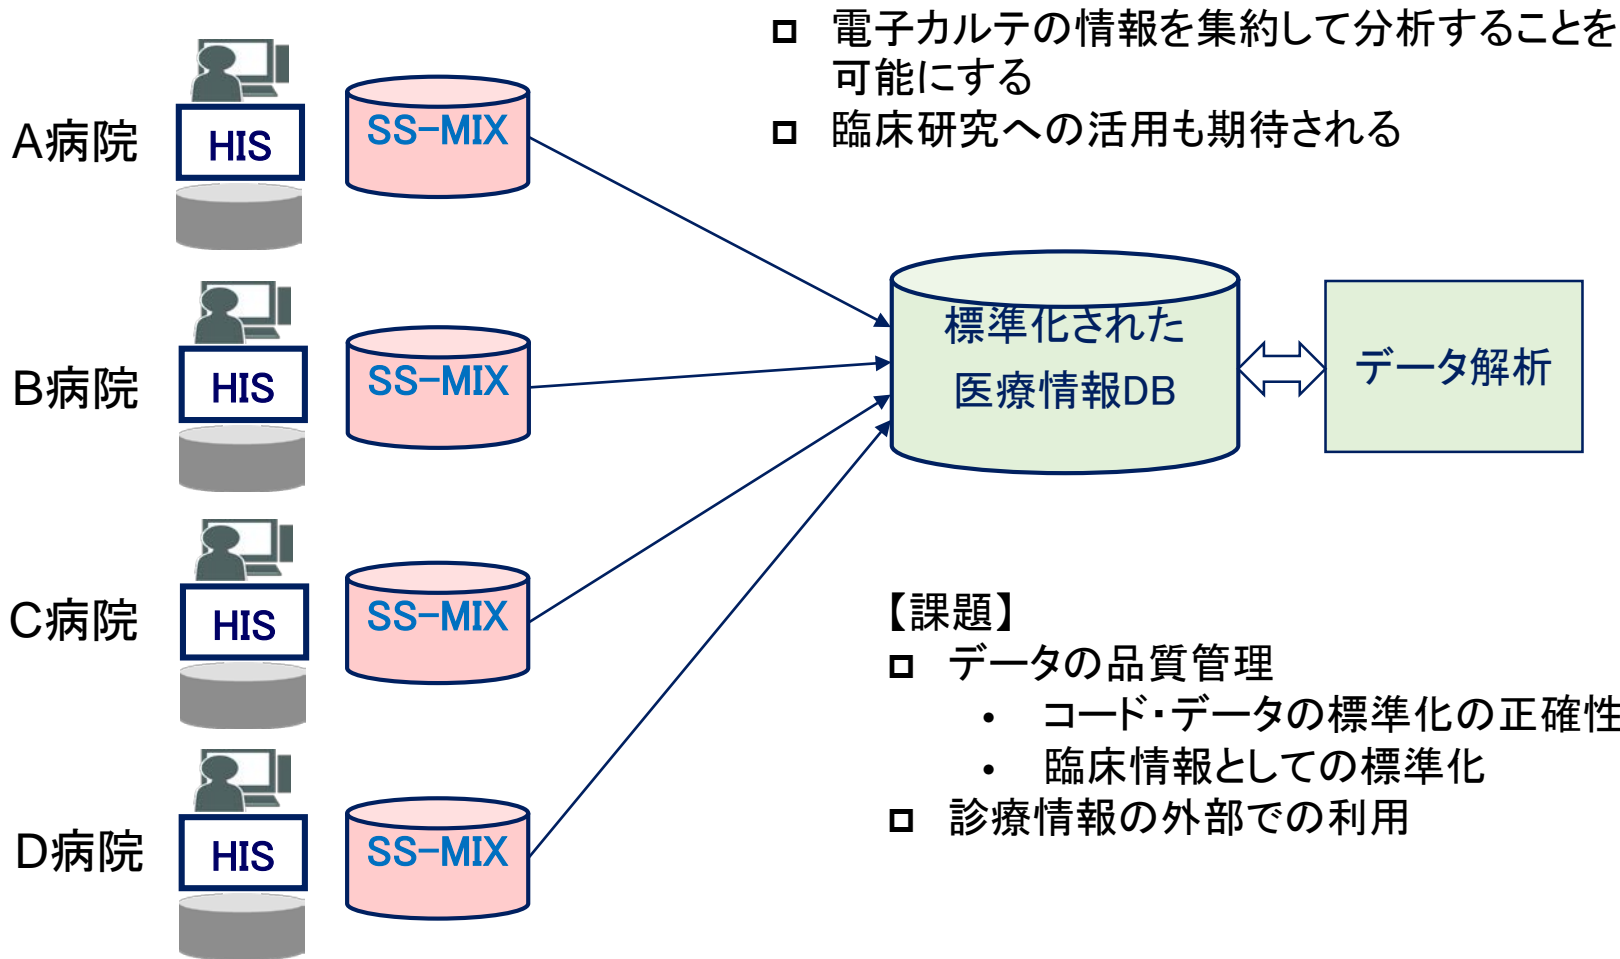 電子カルテの情報を集約して分析することを
可能にする
臨床研究への活用も期待される
A病院
HIS
SS-MIX
B病院
HIS
SS-MIX
C病院
HIS
SS-MIX
D病院
HIS
SS-MIX
標準化された
医療情報DB
データ解析
【課題】
データの品質管理
• コード・データの標準化の正確性
• 臨床情報としての標準化
診療情報の外部での利用